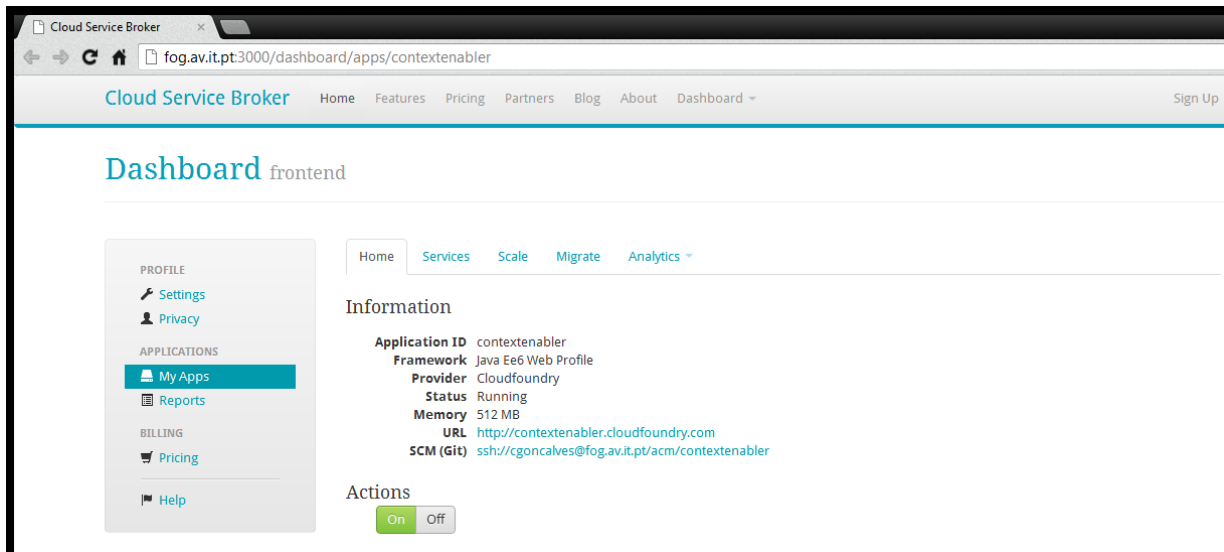 Cloud Service Broker
fog.av.it.pt:3000/dashboard/apps/contextenabler
Cloud Service Broker Home Features Pricing Partners Blog About Dashboard Sign Up
Dashboard frontend
PROFILE
Settings
Privacy
APPLICATIONS
My Apps
Reports
BILLING
Pricing
Help
Home Services Scale Migrate Analytics
Information
Application ID contextenabler
Framework Java Ee6 Web Profile
Provider Cloudfoundry
Status Running
Memory 512 MB
URL http://contextenabler.cloudfoundry.com
SCM (Git) ssh://cgoncalves@fog.av.it.pt/acm/contextenabler
Actions
On Off